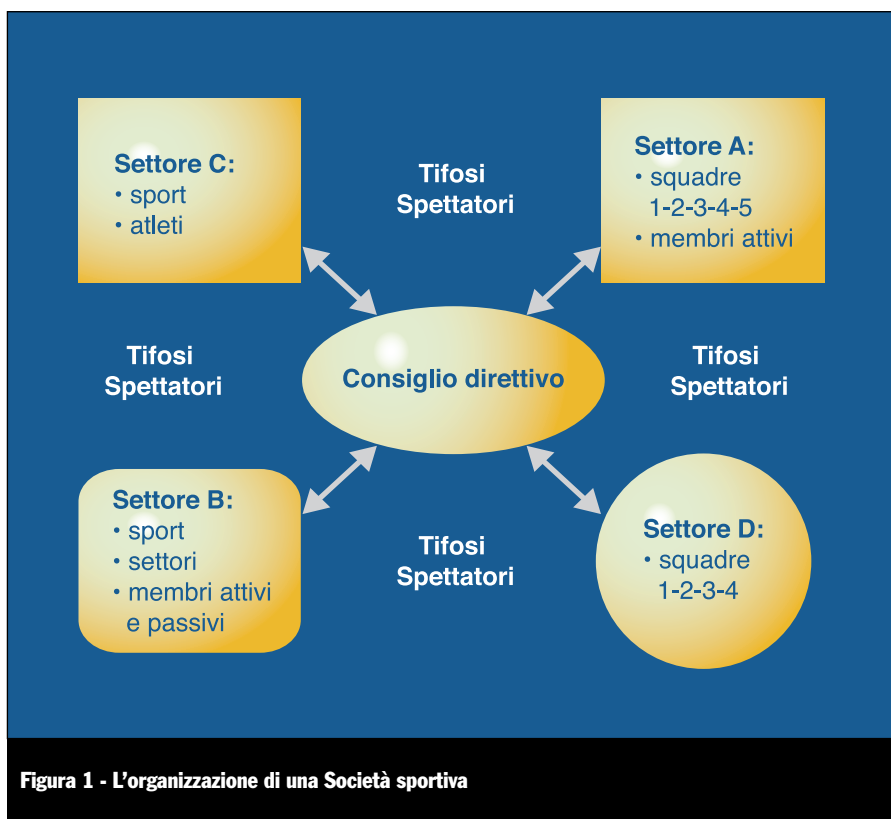 Settore C:
• sport
• atleti
Tifosi
Spettatori
Settore A:
• squadre
1-2-3-4-5
• membri attivi
Tifosi
Spettatori
Consiglio direttivo
Tifosi
Spettatori
Settore B:
• sport
• settori
• membri attivi
e passivi
Tifosi
Spettatori
Settore D:
• squadre
1-2-3-4
Figura 1 - L'organizzazione di una Società sportiva